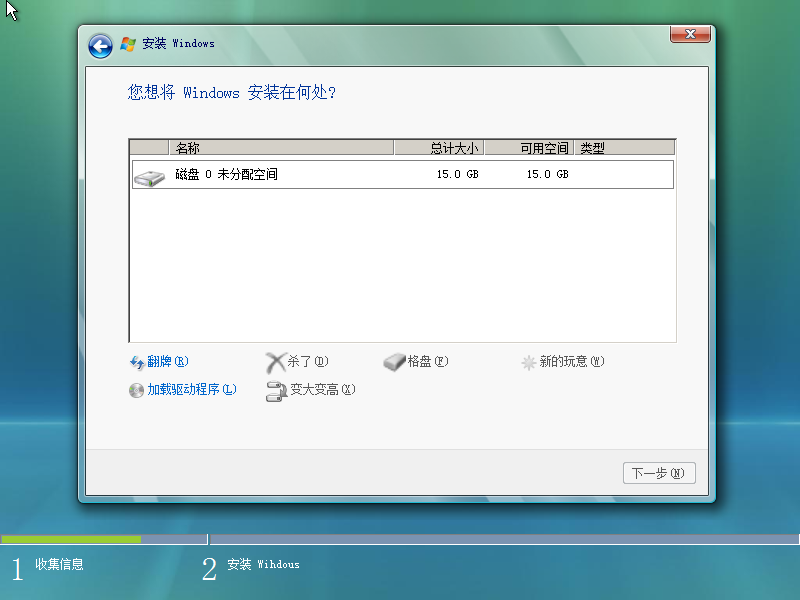 安装 Windows
您想将 Windows 安装在何处?
名称 总计大小 可用空间 类型
磁盘 0 未分配空间 15.0 GB 15.0 GB
翻牌(R) 杀了(D) 格盘(F) 新的玩意(W)
加载驱动程序(L) 变大变高(X)
下一步(N)
1 收集信息 2 安装 Wihdous